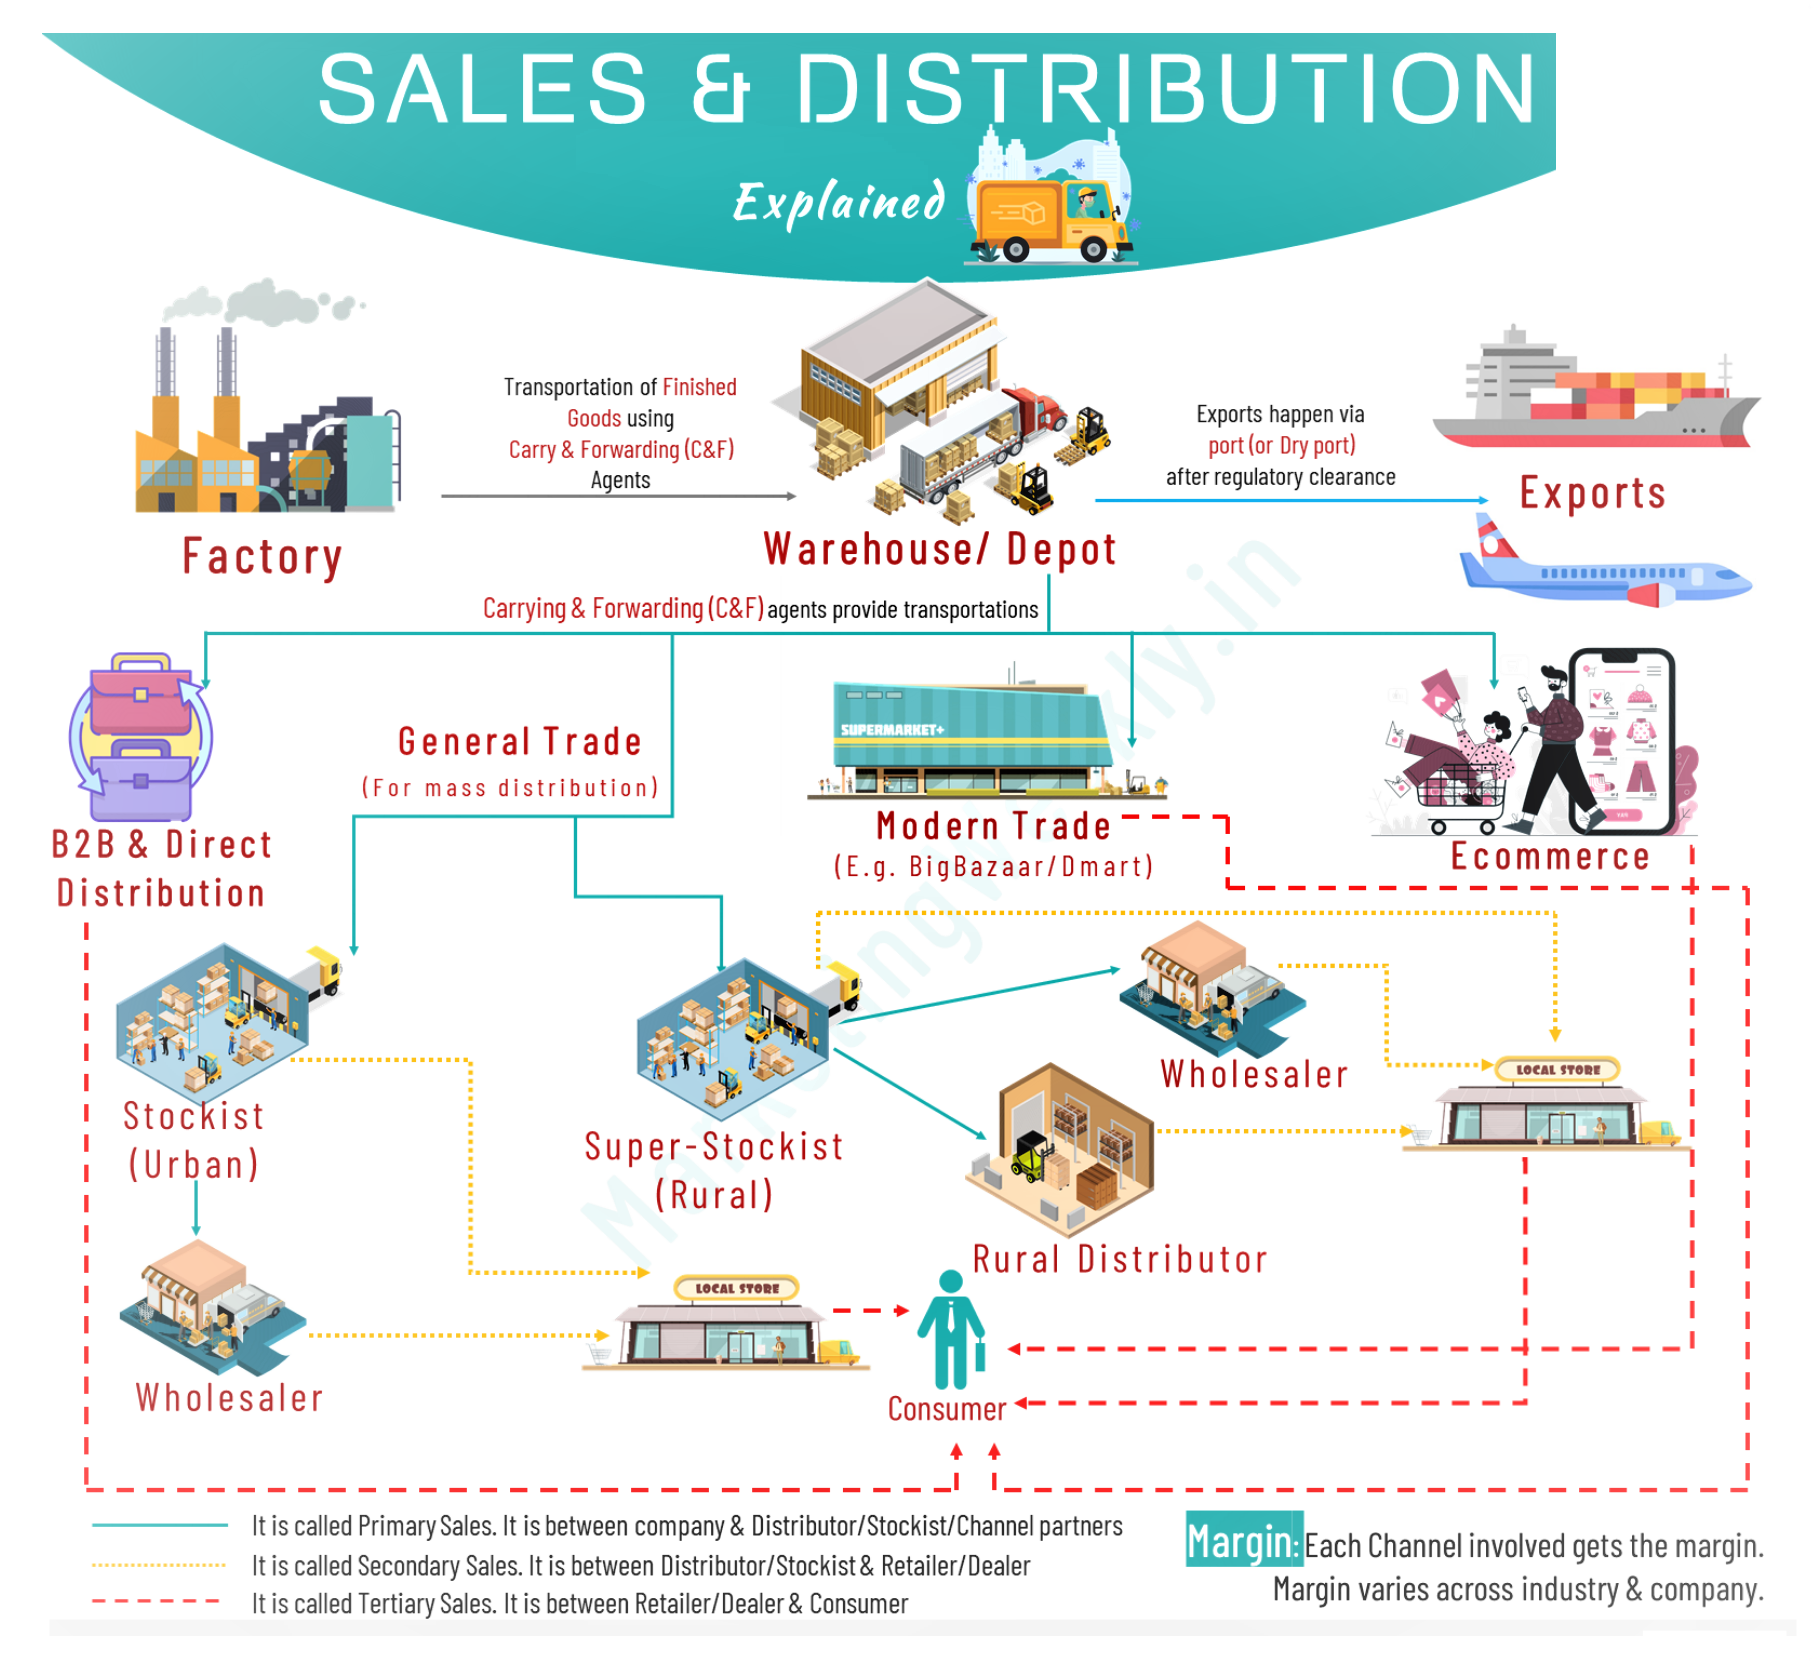 SALES & DISTRIBUTION
Explained
Transportation of Finished
Goods using
Carry & Forwarding (C&F)
Agents
Exports happen via
port (or Dry port)
after regulatory clearance
Exports
Factory
Warehouse/ Depot
Carrying & Forwarding (C&F) agents provide transportations
General Trade
(For mass distribution)
SUPERMARKET+
B2B & Direct
Distribution
Modern Trade
(E.g. BigBazaar/Dmart)
Ecommerce
Stockist
(Urban)
Super-Stockist
(Rural)
Wholesaler
LOCAL STORE
Rural Distributor
LOCAL STORE
Wholesaler
Consumer
It is called Primary Sales. It is between company & Distributor/Stockist/Channel partners
It is called Secondary Sales. It is between Distributor/Stockist & Retailer/Dealer
It is called Tertiary Sales. It is between Retailer/Dealer & Consumer
Margin: Each Channel involved gets the margin.
Margin varies across industry & company.